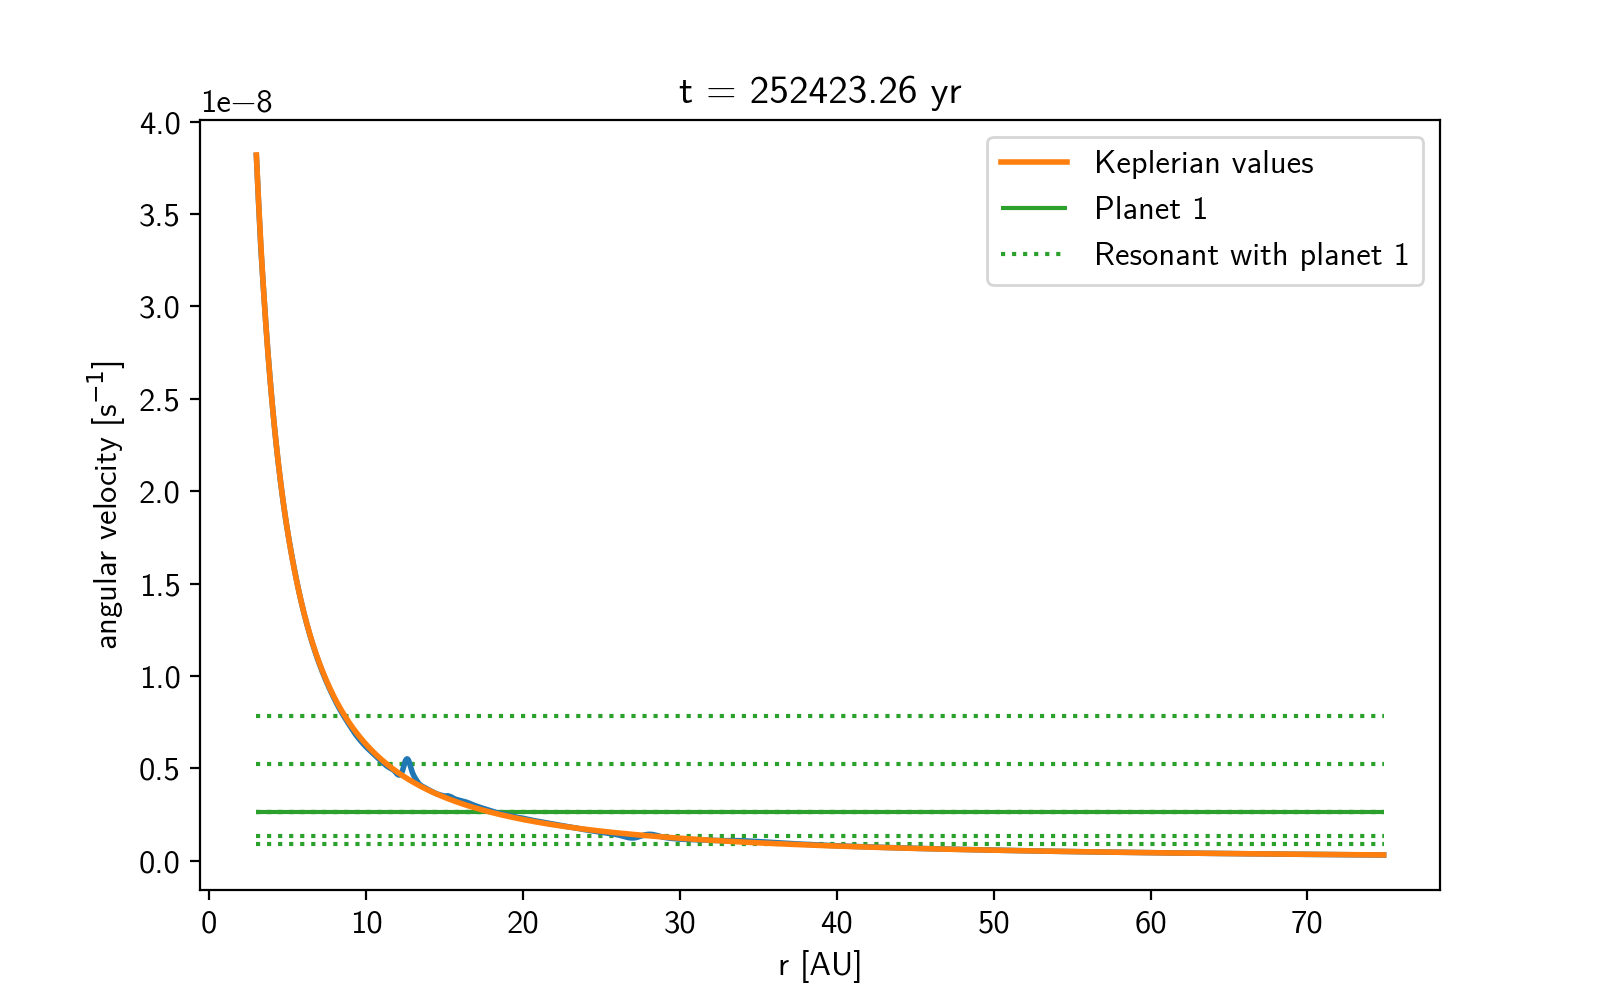 t = 252423.26 yr
1e−8
4.0
3.5
3.0
2.5
2.0
1.5
1.0
0.5
0.0
angular velocity [s⁻¹]
Keplerian values
Planet 1
Resonant with planet 1
0 10 20 30 40 50 60 70
r [AU]